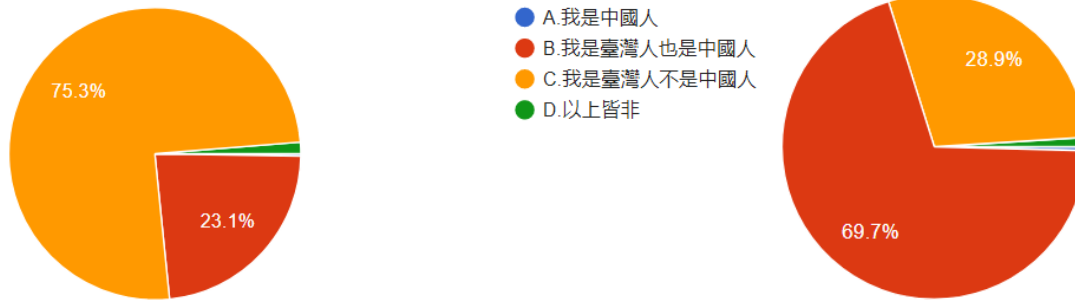 75.3%
23.1%
A.我是中國人
B.我是臺灣人也是中國人
C.我是臺灣人不是中國人
D.以上皆非
28.9%
69.7%